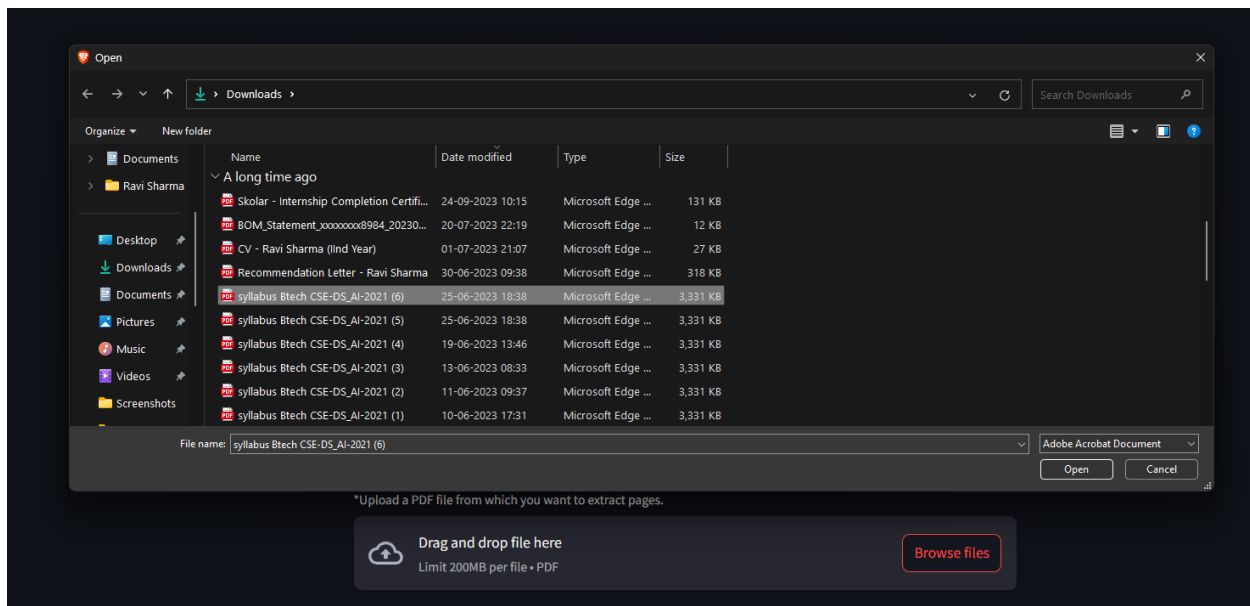 Open
Downloads
Search Downloads
Organize
New folder
Documents
Ravi Sharma
Desktop
Downloads
Documents
Pictures
Music
Videos
Screenshots
Name Date modified Type Size
A long time ago
Skolar - Internship Completion Certifi... 24-09-2023 10:15 Microsoft Edge ... 131 KB
BOM_Statement_xxxxxxxx8984_20230... 20-07-2023 22:19 Microsoft Edge ... 12 KB
CV - Ravi Sharma (IInd Year) 01-07-2023 21:07 Microsoft Edge ... 27 KB
Recommendation Letter - Ravi Sharma 30-06-2023 09:38 Microsoft Edge ... 318 KB
syllabus Btech CSE-DS_AI-2021 (6) 25-06-2023 18:38 Microsoft Edge ... 3,331 KB
syllabus Btech CSE-DS_AI-2021 (5) 25-06-2023 18:38 Microsoft Edge ... 3,331 KB
syllabus Btech CSE-DS_AI-2021 (4) 19-06-2023 13:46 Microsoft Edge ... 3,331 KB
syllabus Btech CSE-DS_AI-2021 (3) 13-06-2023 08:33 Microsoft Edge ... 3,331 KB
syllabus Btech CSE-DS_AI-2021 (2) 11-06-2023 09:37 Microsoft Edge ... 3,331 KB
syllabus Btech CSE-DS_AI-2021 (1) 10-06-2023 17:31 Microsoft Edge ... 3,331 KB
File name: syllabus Btech CSE-DS_AI-2021 (6)
Adobe Acrobat Document
Open Cancel
*Upload a PDF file from which you want to extract pages.
Drag and drop file here
Limit 200MB per file • PDF
Browse files